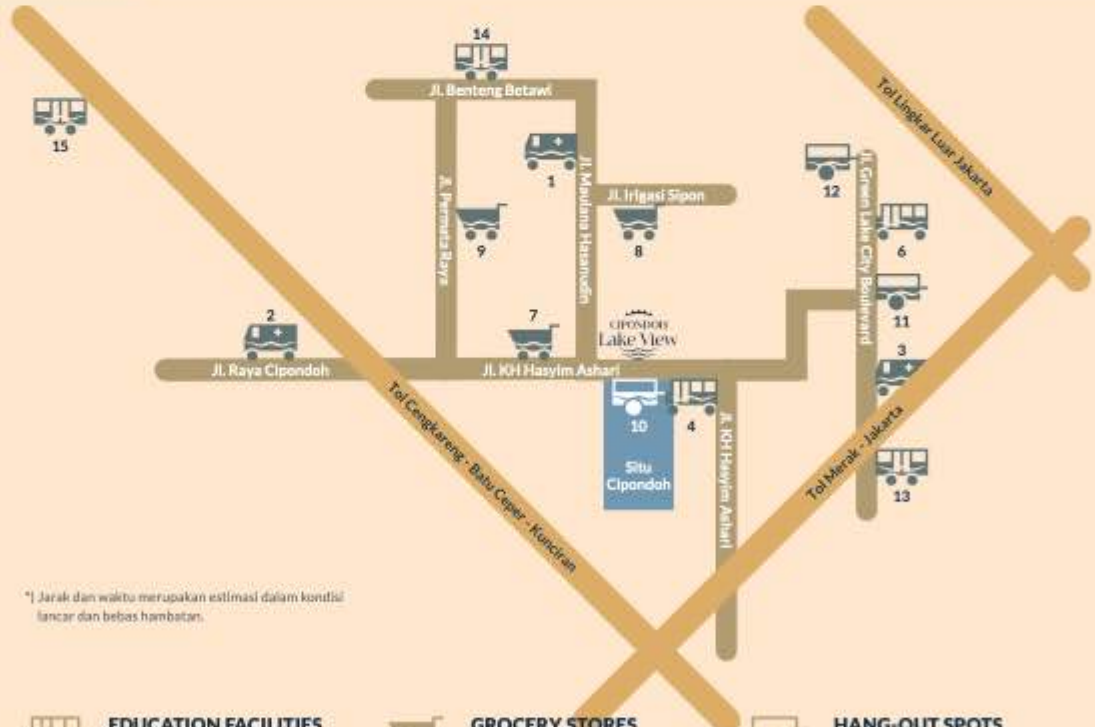 14
Jl. Benteng Betawi
Tol Lingkar Luar Jakarta
15
1
Jl. Permata Raya
Jl. Maulana Hasanudin
Jl. Irigasi Sipon
12
Jl. Green Lake City Boulevard
6
9
8
11
2
7
CIPONDOH
Lake View
3
Jl. Raya Cipondoh
Jl. KH Hasyim Ashari
10
4
Situ
Cipondoh
Jl. KH Hasyim Ashari
Tol Cengkareng - Batu Ceper - Kunciran
Tol Merak - Jakarta
13
*) Jarak dan waktu merupakan estimasi dalam kondisi
lancar dan bebas hambatan.
EDUCATION FACILITIES
GROCERY STORES
HANG-OUT SPOTS